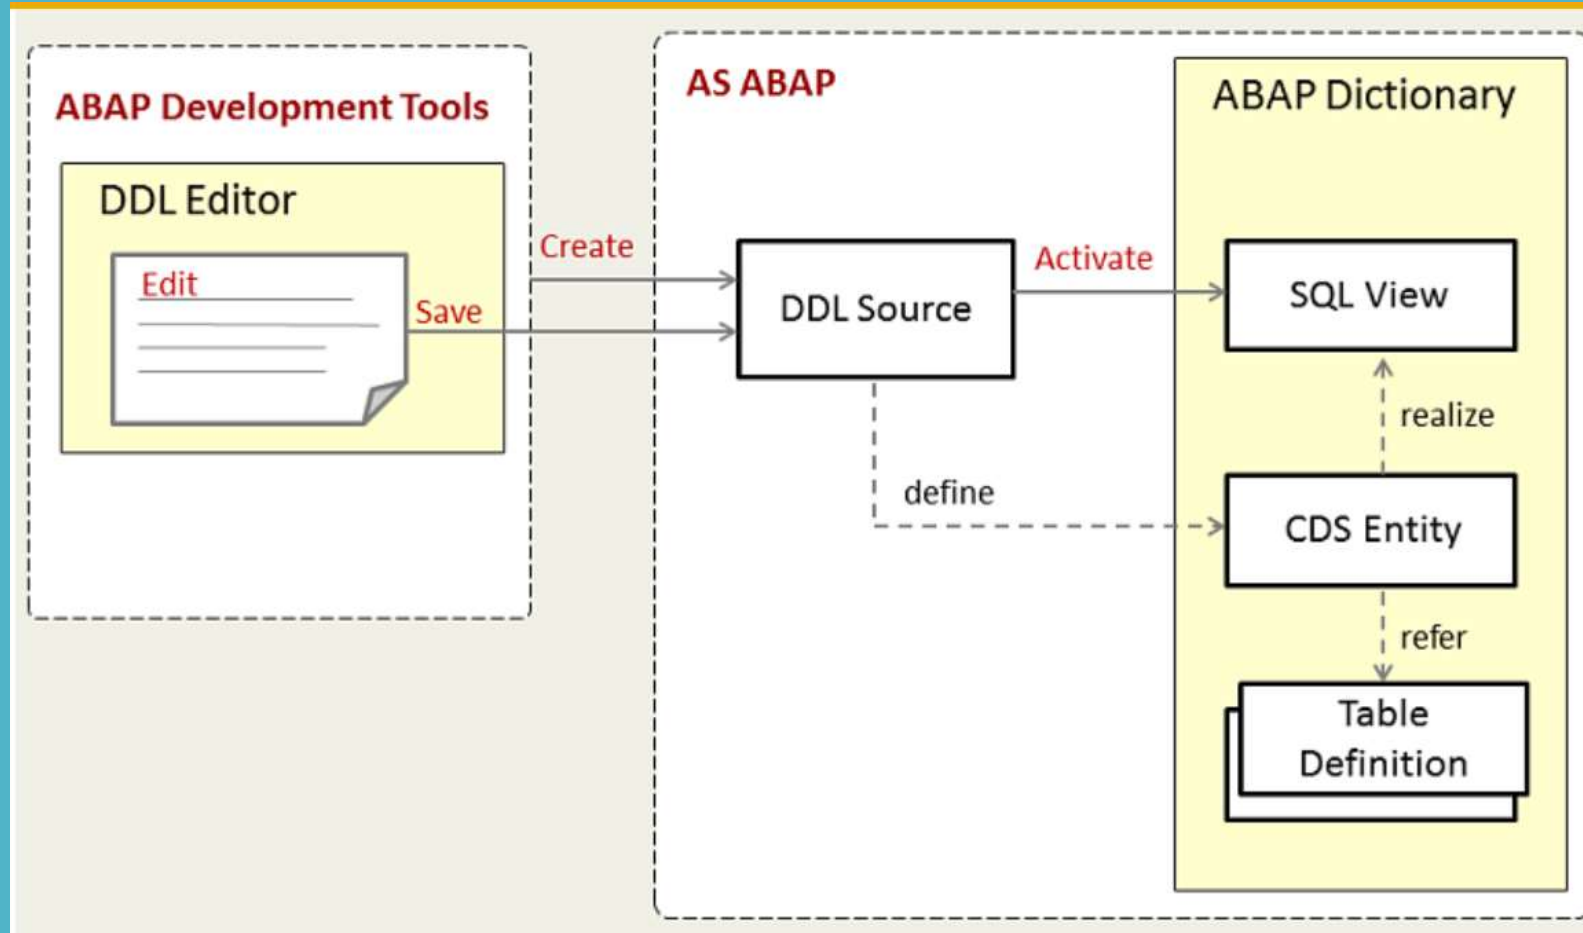 ABAP Development Tools
DDL Editor
Edit
Save
Create
AS ABAP
DDL Source
Activate
define
ABAP Dictionary
SQL View
realize
CDS Entity
refer
Table
Definition